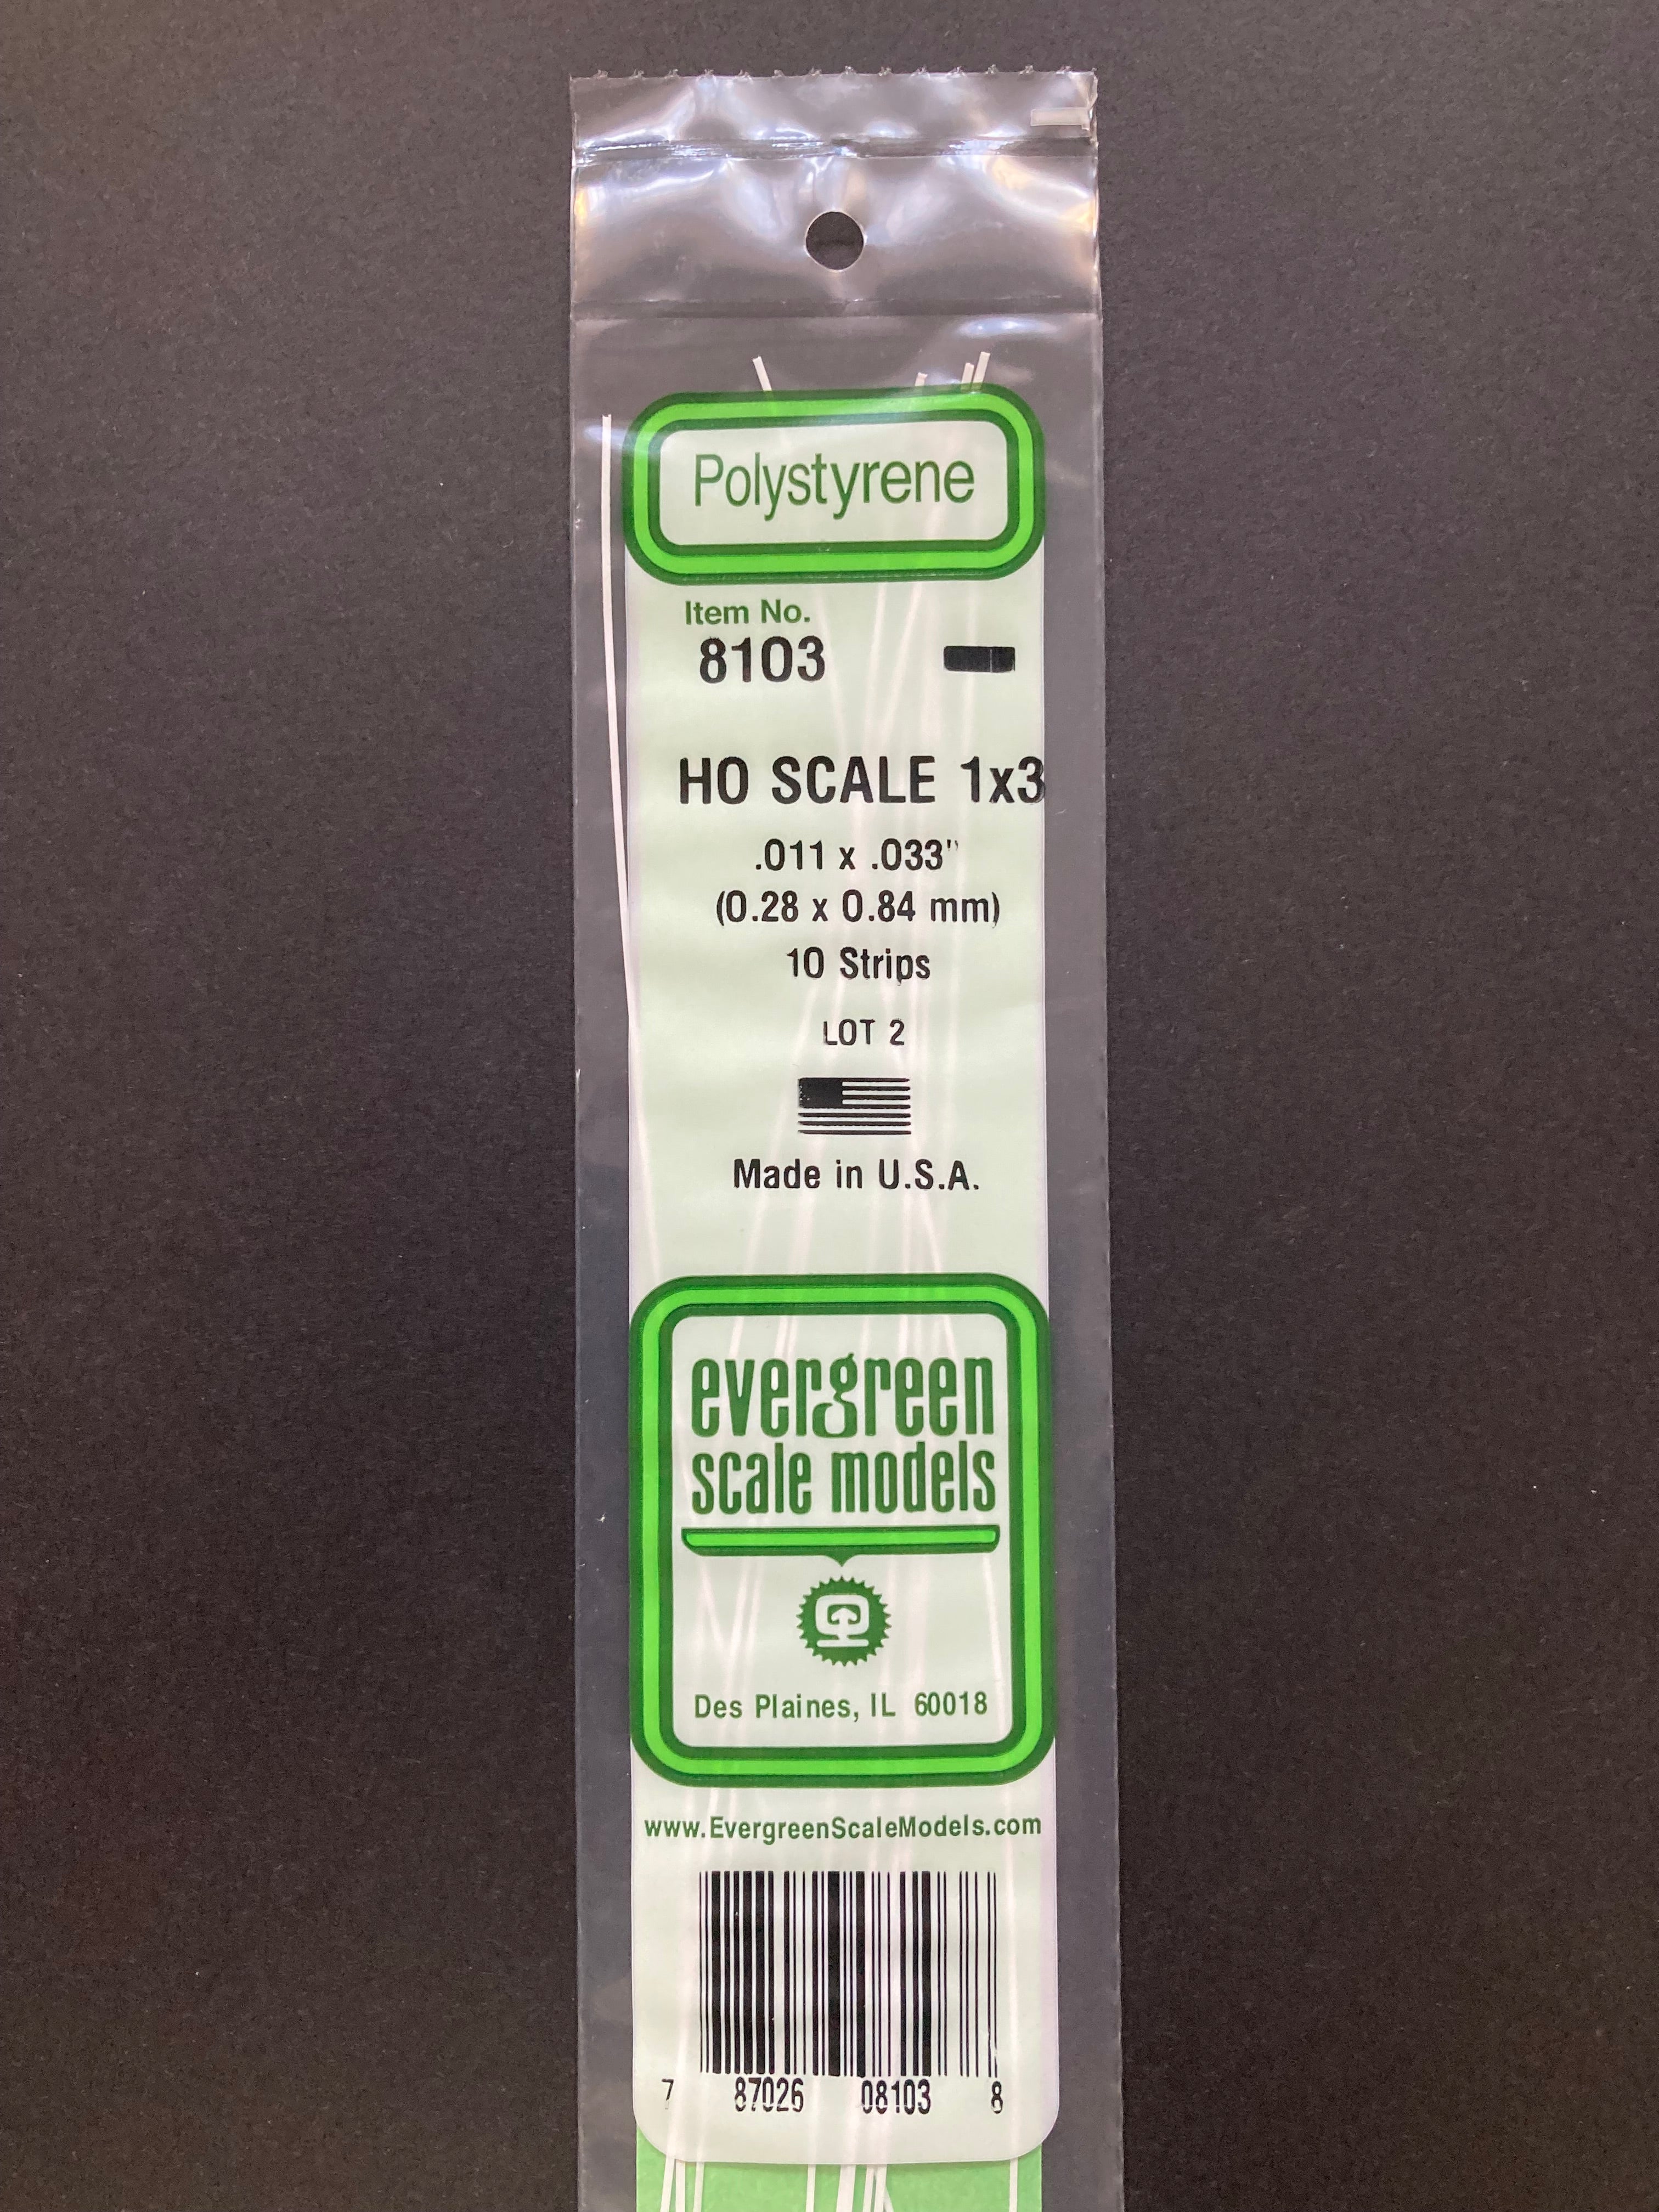 Polystyrene
Item No.
8103
HO SCALE 1x3
.011 x .033"
(0.28 x 0.84 mm)
10 Strips
LOT 2
Made in U.S.A.
evergreen
scale models
Des Plaines, IL 60018
www.EvergreenScaleModels.com
7 87026 08103 8